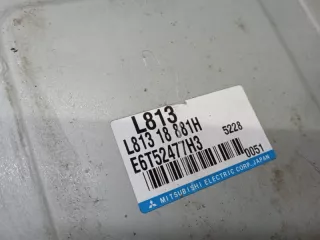 L813
L813 18 881H
5228
E6T52477H3
0051
MITSUBISHI ELECTRIC CORP. JAPAN